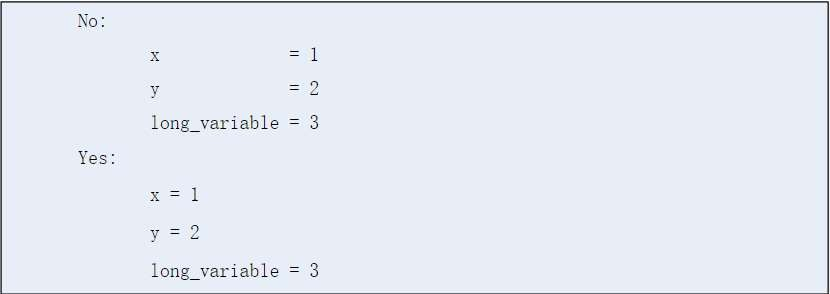 No:
x              = 1
y              = 2
long_variable = 3
Yes:
x = 1
y = 2
long_variable = 3